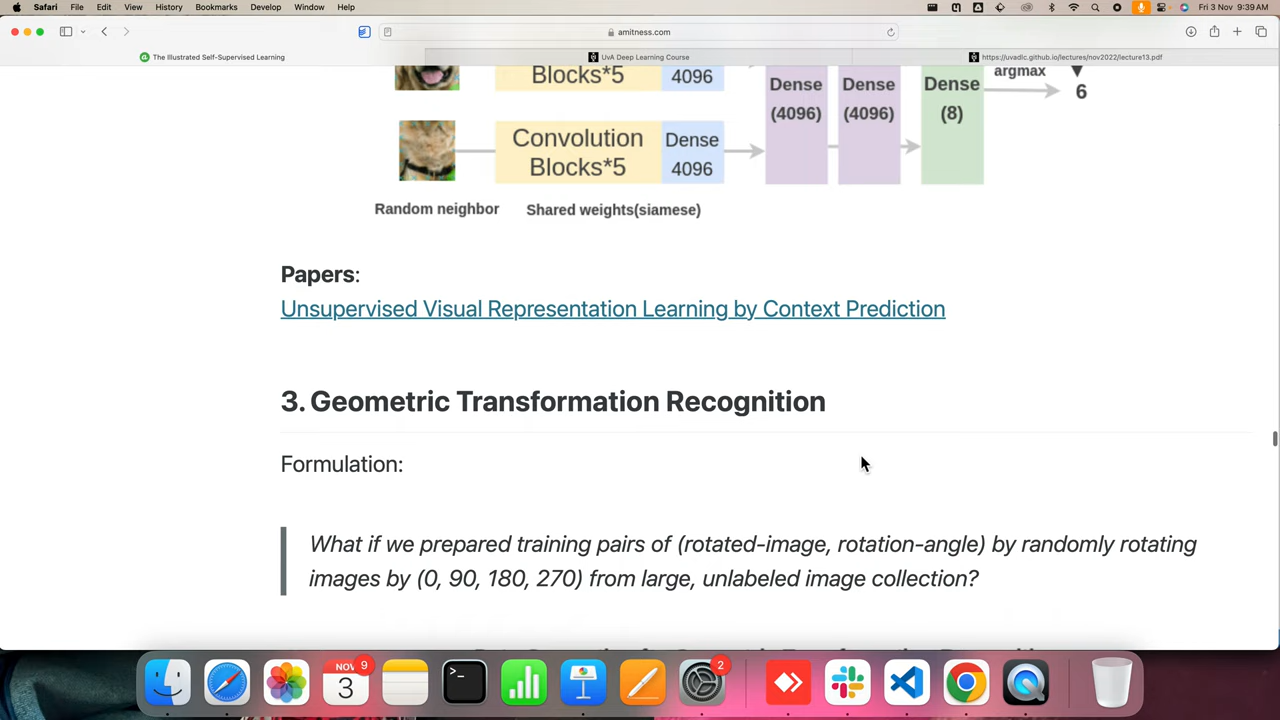 Safari File Edit View History Bookmarks Develop Window Help
Fri 3 Nov 9:39 AM
amitness.com
The Illustrated Self-Supervised Learning
UvA Deep Learning Course
https://uvadlc.github.io/lectures/nov2022/lecture13.pdf
Blocks*5
4096
Dense
(4096)
Dense
(4096)
Dense
(8)
argmax
6
Convolution
Blocks*5
Dense
4096
Random neighbor
Shared weights(siamese)
Papers:
Unsupervised Visual Representation Learning by Context Prediction
3. Geometric Transformation Recognition
Formulation:
What if we prepared training pairs of (rotated-image, rotation-angle) by randomly rotating
images by (0, 90, 180, 270) from large, unlabeled image collection?
NOV
3
9
>_
2